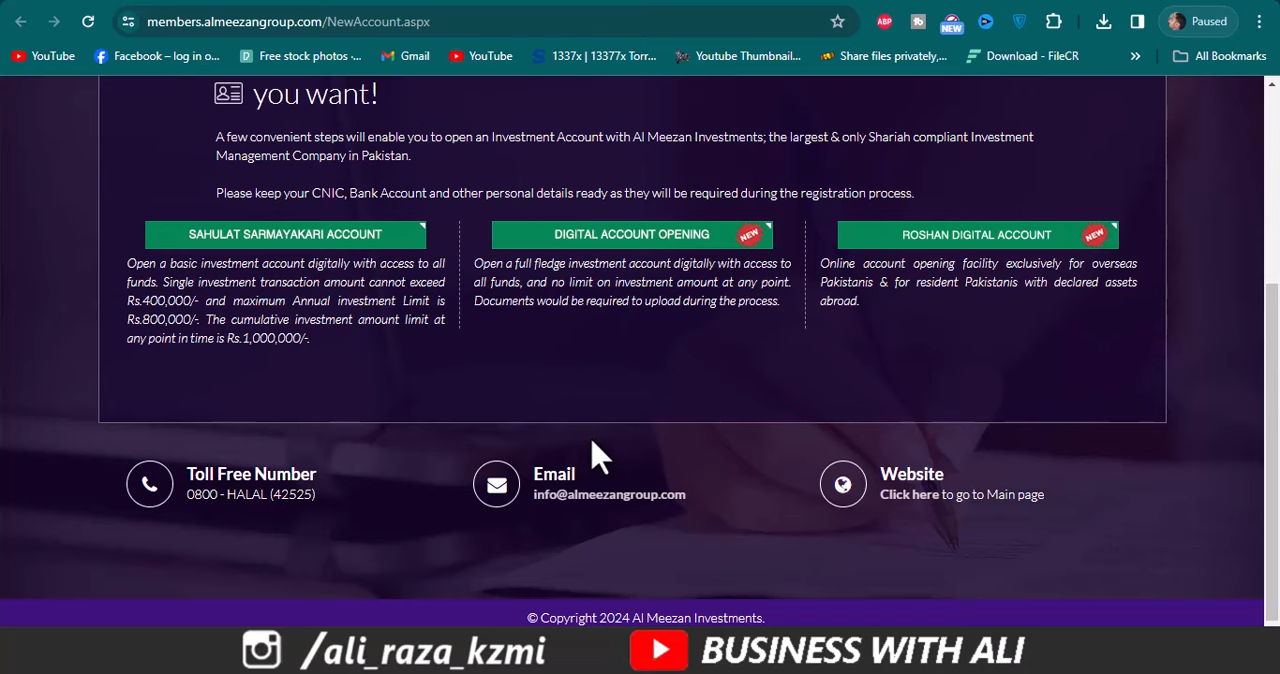 members.almeezangroup.com/NewAccount.aspx
ABP
NEW
Paused
YouTube
Facebook – log in o...
Free stock photos ·...
Gmail
YouTube
1337x | 13377x Torr...
Youtube Thumbnail...
Share files privately,...
Download - FileCR
»
All Bookmarks
you want!
A few convenient steps will enable you to open an Investment Account with Al Meezan Investments; the largest & only Shariah compliant Investment
Management Company in Pakistan.
Please keep your CNIC, Bank Account and other personal details ready as they will be required during the registration process.
SAHULAT SARMAYAKARI ACCOUNT
Open a basic investment account digitally with access to all
funds. Single investment transaction amount cannot exceed
Rs.400,000/- and maximum Annual investment Limit is
Rs.800,000/-. The cumulative investment amount limit at
any point in time is Rs.1,000,000/-.
DIGITAL ACCOUNT OPENING
NEW
Open a full fledge investment account digitally with access to
all funds, and no limit on investment amount at any point.
Documents would be required to upload during the process.
ROSHAN DIGITAL ACCOUNT
NEW
Online account opening facility exclusively for overseas
Pakistanis & for resident Pakistanis with declared assets
abroad.
Toll Free Number
0800 - HALAL (42525)
Email
info@almeezangroup.com
Website
Click here to go to Main page
© Copyright 2024 Al Meezan Investments.
/ali_raza_kzmi
BUSINESS WITH ALI